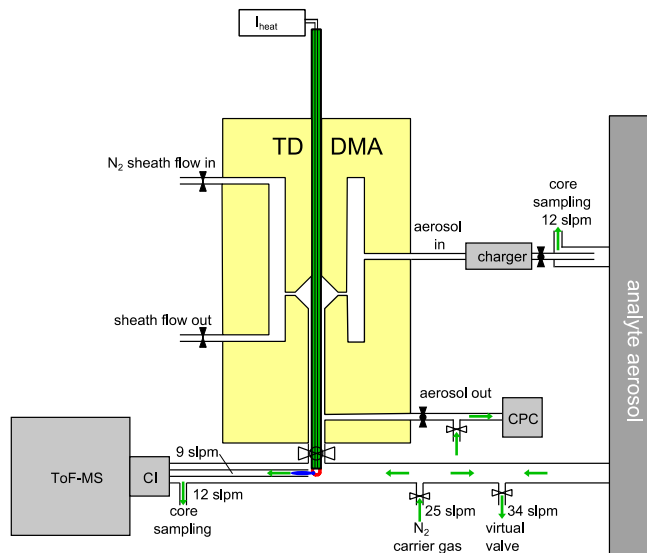 I heat
TD DMA
N2 sheath flow in
core
sampling
12 slpm
aerosol
in
charger
analyte aerosol
sheath flow out
aerosol out
CPC
9 slpm
ToF-MS
CI
12 slpm
core
sampling
25 slpm
N2
carrier gas
34 slpm
virtual
valve